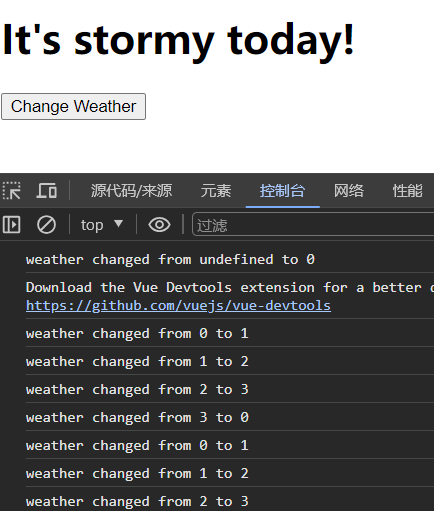 It's stormy today!
Change Weather
源代码/来源 元素 控制台 网络 性能
top 过滤
weather changed from undefined to 0
Download the Vue Devtools extension for a better
https://github.com/vuejs/vue-devtools
weather changed from 0 to 1
weather changed from 1 to 2
weather changed from 2 to 3
weather changed from 3 to 0
weather changed from 0 to 1
weather changed from 1 to 2
weather changed from 2 to 3